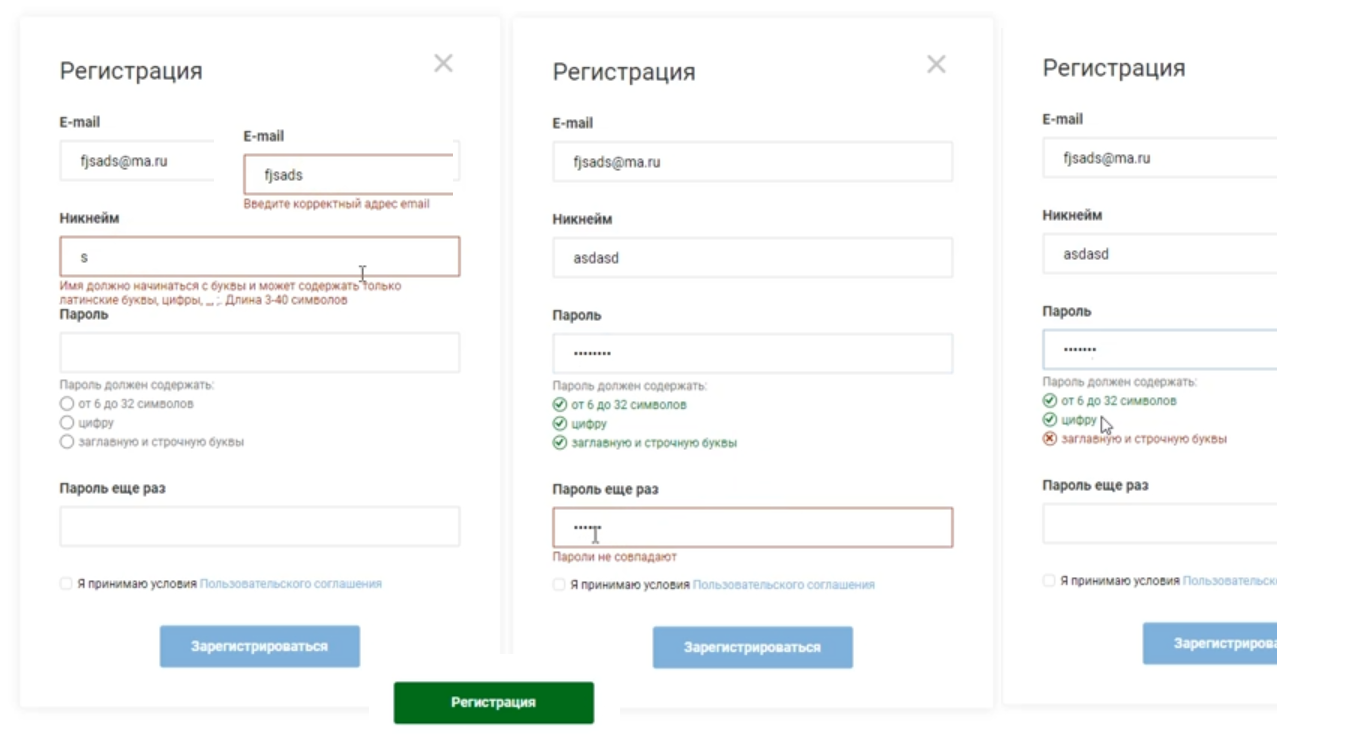 Регистрация
E-mail
fjsads@ma.ru
E-mail
fjsads
Введите корректный адрес email
Никнейм
s
Имя должно начинаться с буквы и может содержать только
латинские буквы, цифры, _, ;. Длина 3-40 символов
Пароль
Пароль должен содержать:
от 6 до 32 символов
цифру
заглавную и строчную буквы
Пароль еще раз
Я принимаю условия Пользовательского соглашения
Зарегистрироваться
Регистрация
E-mail
fjsads@ma.ru
Никнейм
asdasd
Пароль
••••••••
Пароль должен содержать:
от 6 до 32 символов
цифру
заглавную и строчную буквы
Пароль еще раз
Пароли не совпадают
Я принимаю условия Пользовательского соглашения
Зарегистрироваться
Регистрация
E-mail
fjsads@ma.ru
Никнейм
asdasd
Пароль
•••••••
Пароль должен содержать:
от 6 до 32 символов
цифру
заглавную и строчную буквы
Пароль еще раз
Я принимаю условия Пользовательск
Зарегистрирова
Регистрация